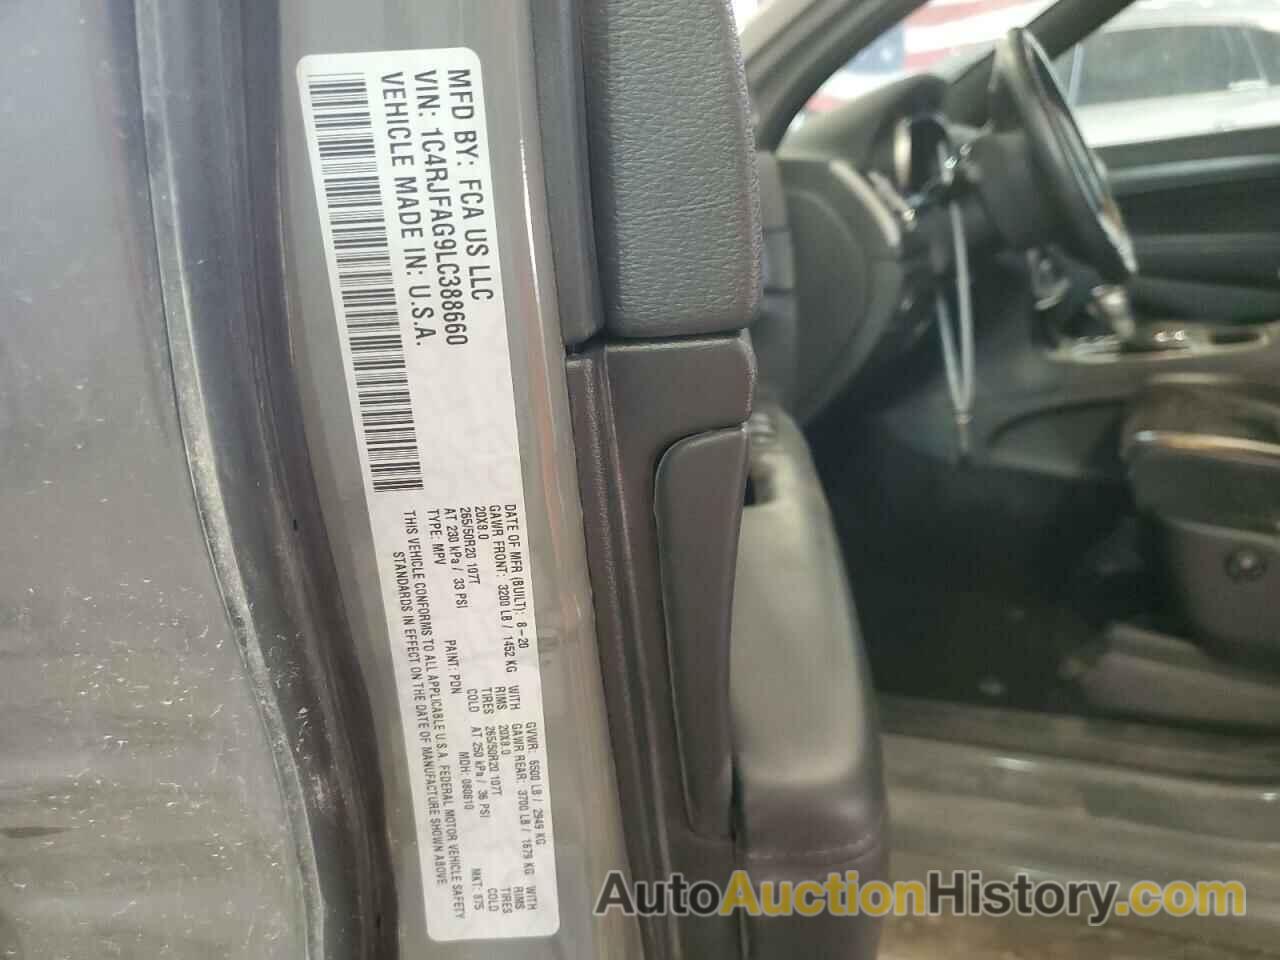 MFD BY: FCA US LLC
VIN: 1C4RJFAG9LC388660
VEHICLE MADE IN: U.S.A.
DATE OF MFR (BUILT): 8-20 GVWR: 6500 LB / 2949 KG
GAWR FRONT: 3200 LB / 1452 KG WITH GAWR REAR: 3700 LB / 1679 KG WITH
20X8.0 RIMS 20X8.0 RIMS
265/50R20 107T TIRES 265/50R20 107T TIRES
AT 230 kPa / 33 PSI COLD AT 250 kPa / 36 PSI COLD
TYPE: MPV PAINT: PDN MDH: 080610 MKT: 875
THIS VEHICLE CONFORMS TO ALL APPLICABLE U.S.A. FEDERAL MOTOR VEHICLE SAFETY
STANDARDS IN EFFECT ON THE DATE OF MANUFACTURE SHOWN ABOVE.
AutoAuctionHistory.com